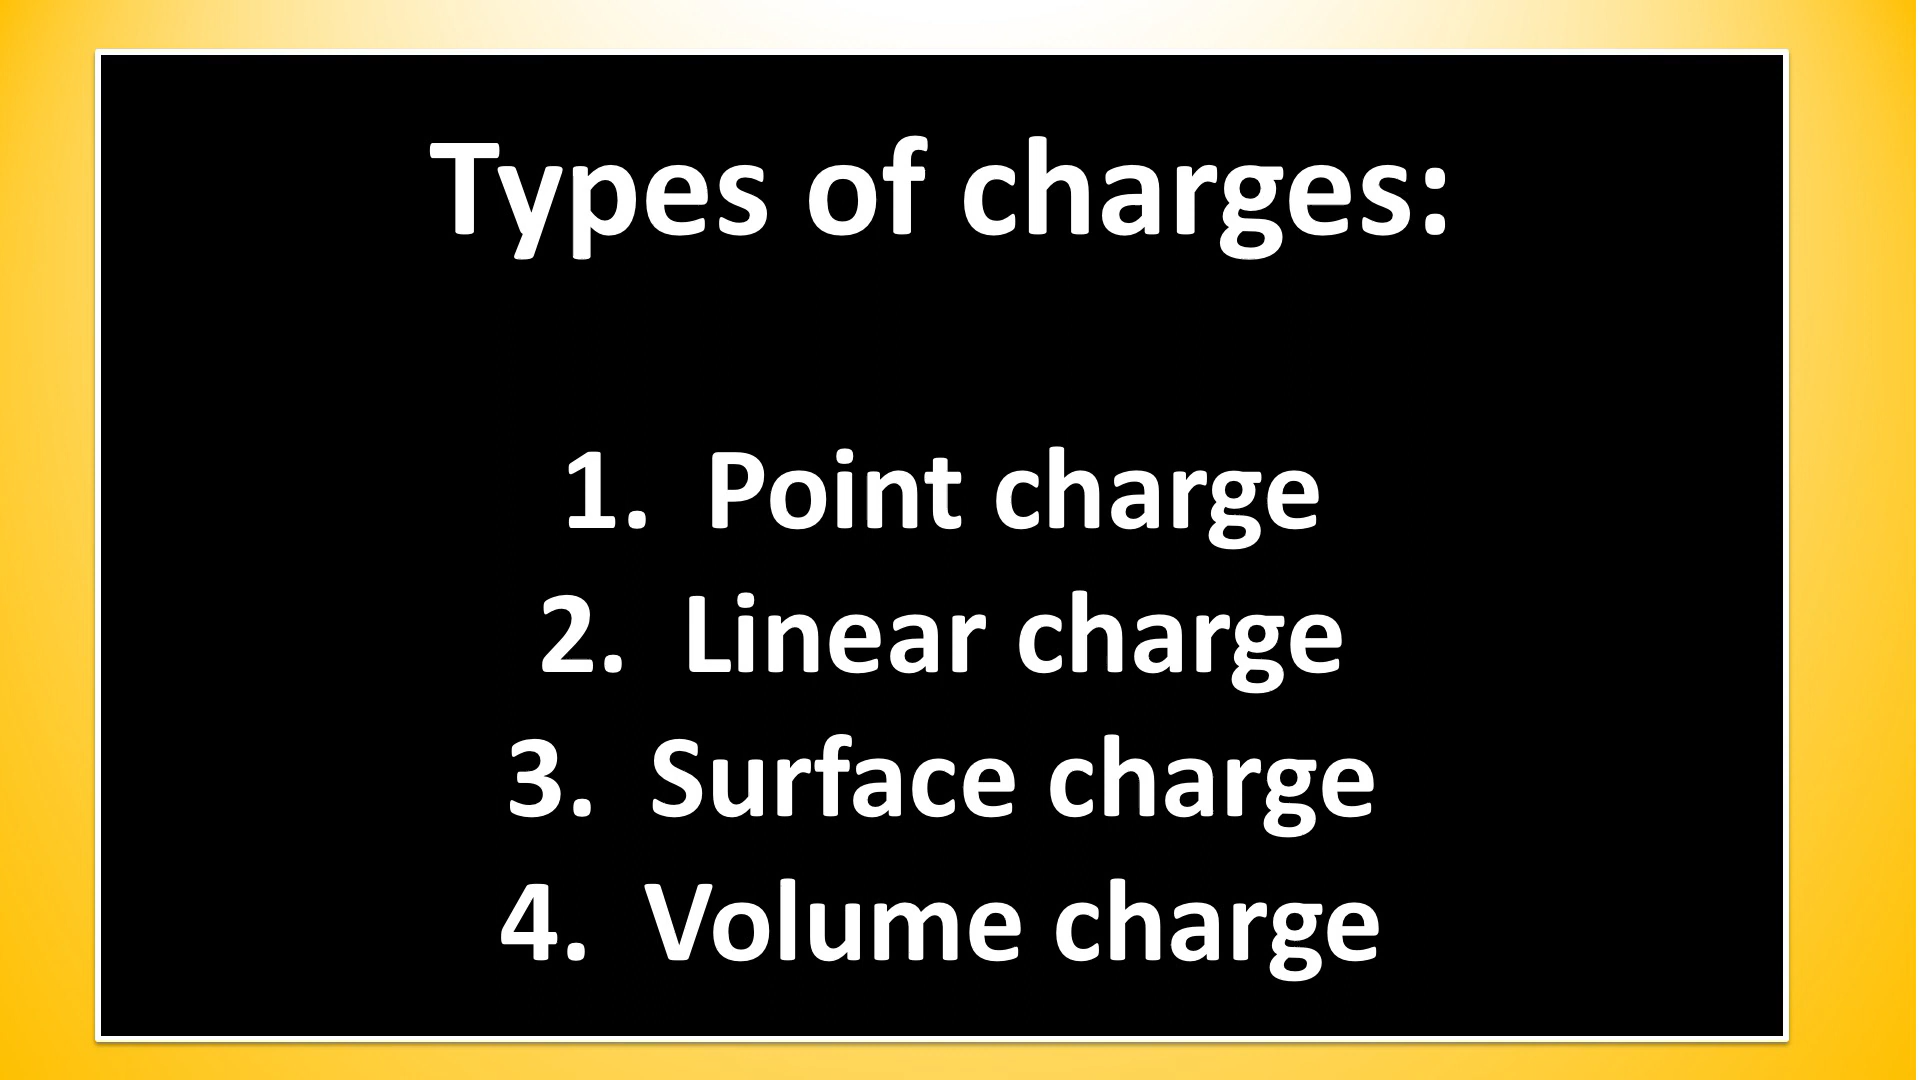 Types of charges:
1. Point charge
2. Linear charge
3. Surface charge
4. Volume charge